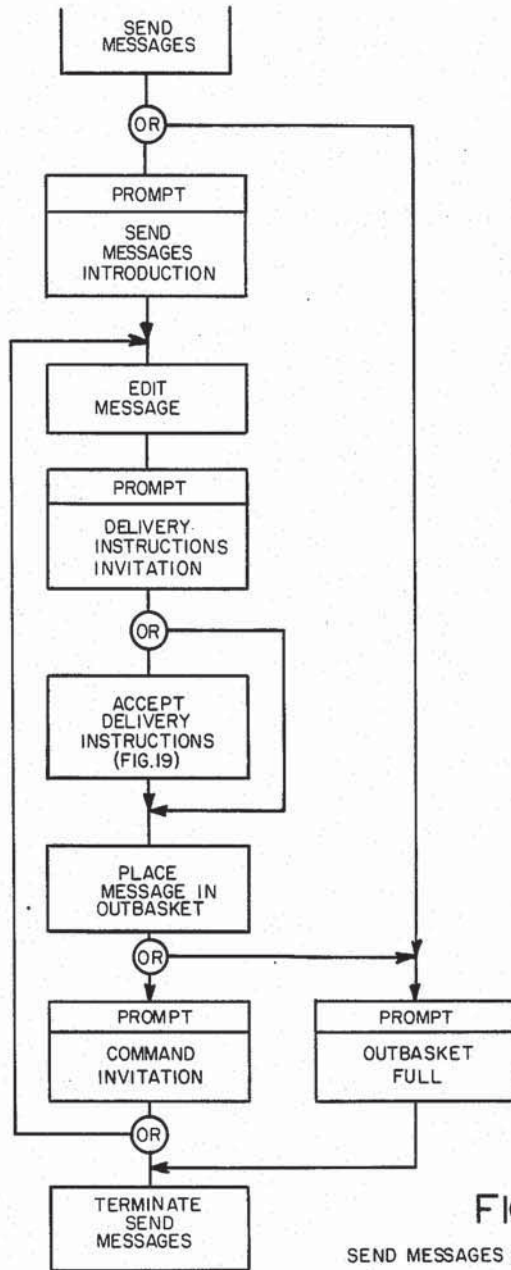 SEND
MESSAGES
OR
PROMPT
SEND
MESSAGES
INTRODUCTION
EDIT
MESSAGE
PROMPT
DELIVERY
INSTRUCTIONS
INVITATION
OR
ACCEPT
DELIVERY
INSTRUCTIONS
(FIG.19)
PLACE
MESSAGE IN
OUTBASKET
OR
PROMPT
COMMAND
INVITATION
PROMPT
OUTBASKET
FULL
OR
TERMINATE
SEND
MESSAGES
SEND MESSAGES